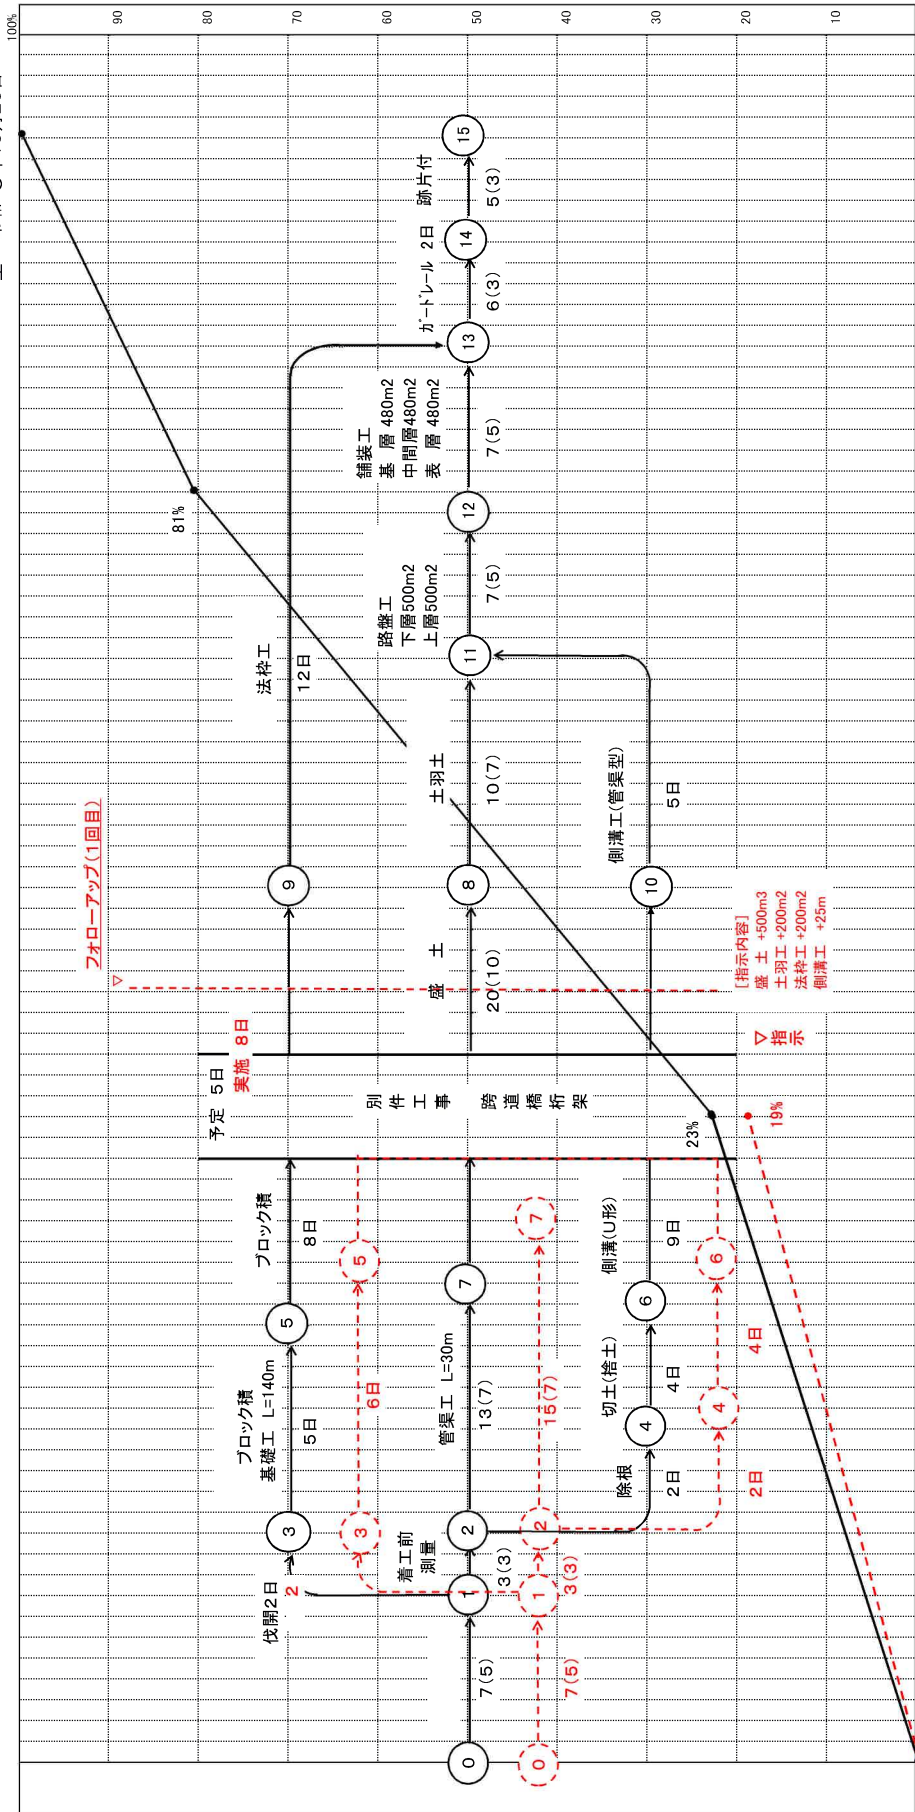 100%
90
80
70
60
50
40
30
20
10
81%
フォローアップ(1回目)
予定 5日
実施 8日
別件工事 跨道橋桁架
伐開2日
2
3
ブロック積
基礎工 L=140m
5日
5
ブロック積
8日
9
法枠工
12日
3
6日
5
0
7(5)
1
着工前
測量
3(3)
2
管渠工 L=30m
13(7)
7
盛 土
20(10)
8
土羽土
10(7)
11
路盤工
下層500m2
上層500m2
7(5)
12
舗装工
基 層 480m2
中間層480m2
表 層 480m2
7(5)
13
ガードレール 2日
6(3)
14
跡片付
5(3)
15
0
7(5)
1
3(3)
2
15(7)
7
除根
2日
4
切土(捨土)
4日
6
側溝(U形)
9日
10
側溝工(管渠型)
5日
2日
4
4日
6
23%
19%
▽
指示
[指示内容]
盛 土 +500m3
土羽工 +200m2
法枠工 +200m2
側溝工 +25m